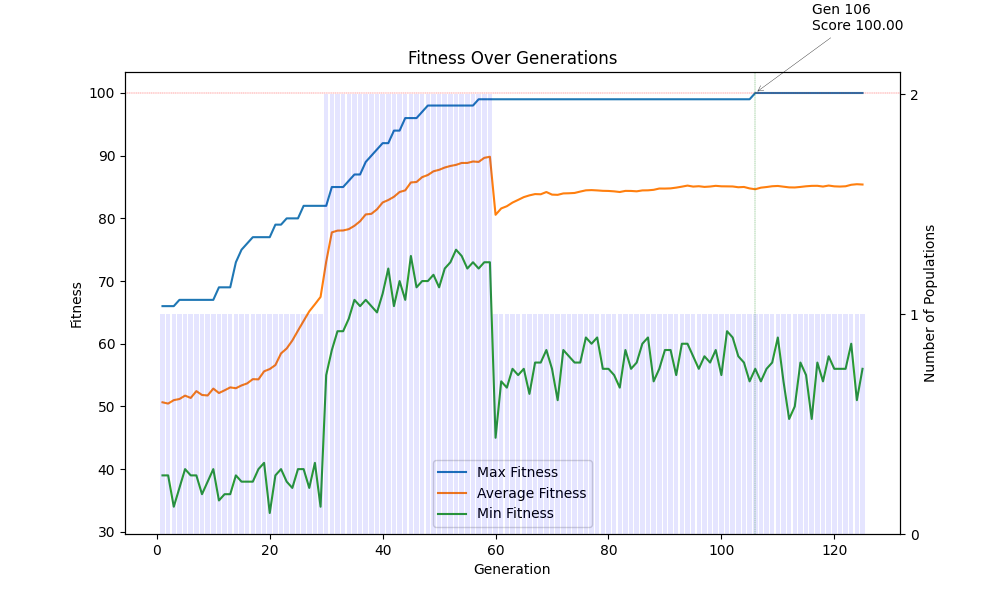 Gen 106
Score 100.00
Fitness Over Generations
100
90
80
70
60
50
40
30
Fitness
2
1
0
Number of Populations
Max Fitness
Average Fitness
Min Fitness
0 20 40 60 80 100 120
Generation